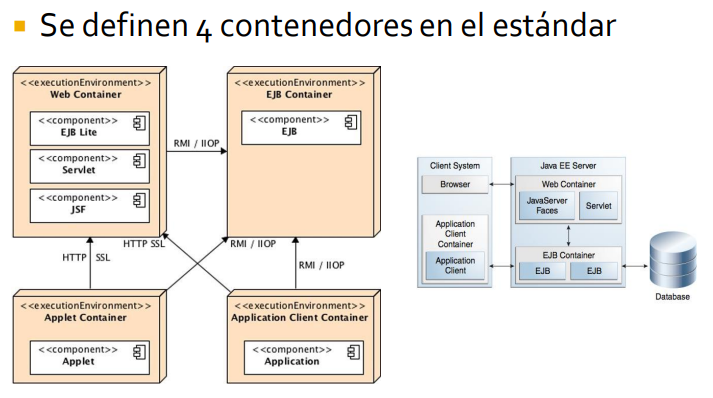 Se definen 4 contenedores en el estándar
<<executionEnvironment>>
Web Container
<<component>>
EJB Lite
<<component>>
Servlet
<<component>>
JSF
RMI / IIOP
<<executionEnvironment>>
EJB Container
<<component>>
EJB
HTTP SSL
HTTP SSL
RMI / IIOP
RMI / IIOP
<<executionEnvironment>>
Applet Container
<<component>>
Applet
<<executionEnvironment>>
Application Client Container
<<component>>
Application
Client System
Browser
Application
Client
Container
Application
Client
Java EE Server
Web Container
JavaServer
Faces
Servlet
EJB Container
EJB
EJB
Database